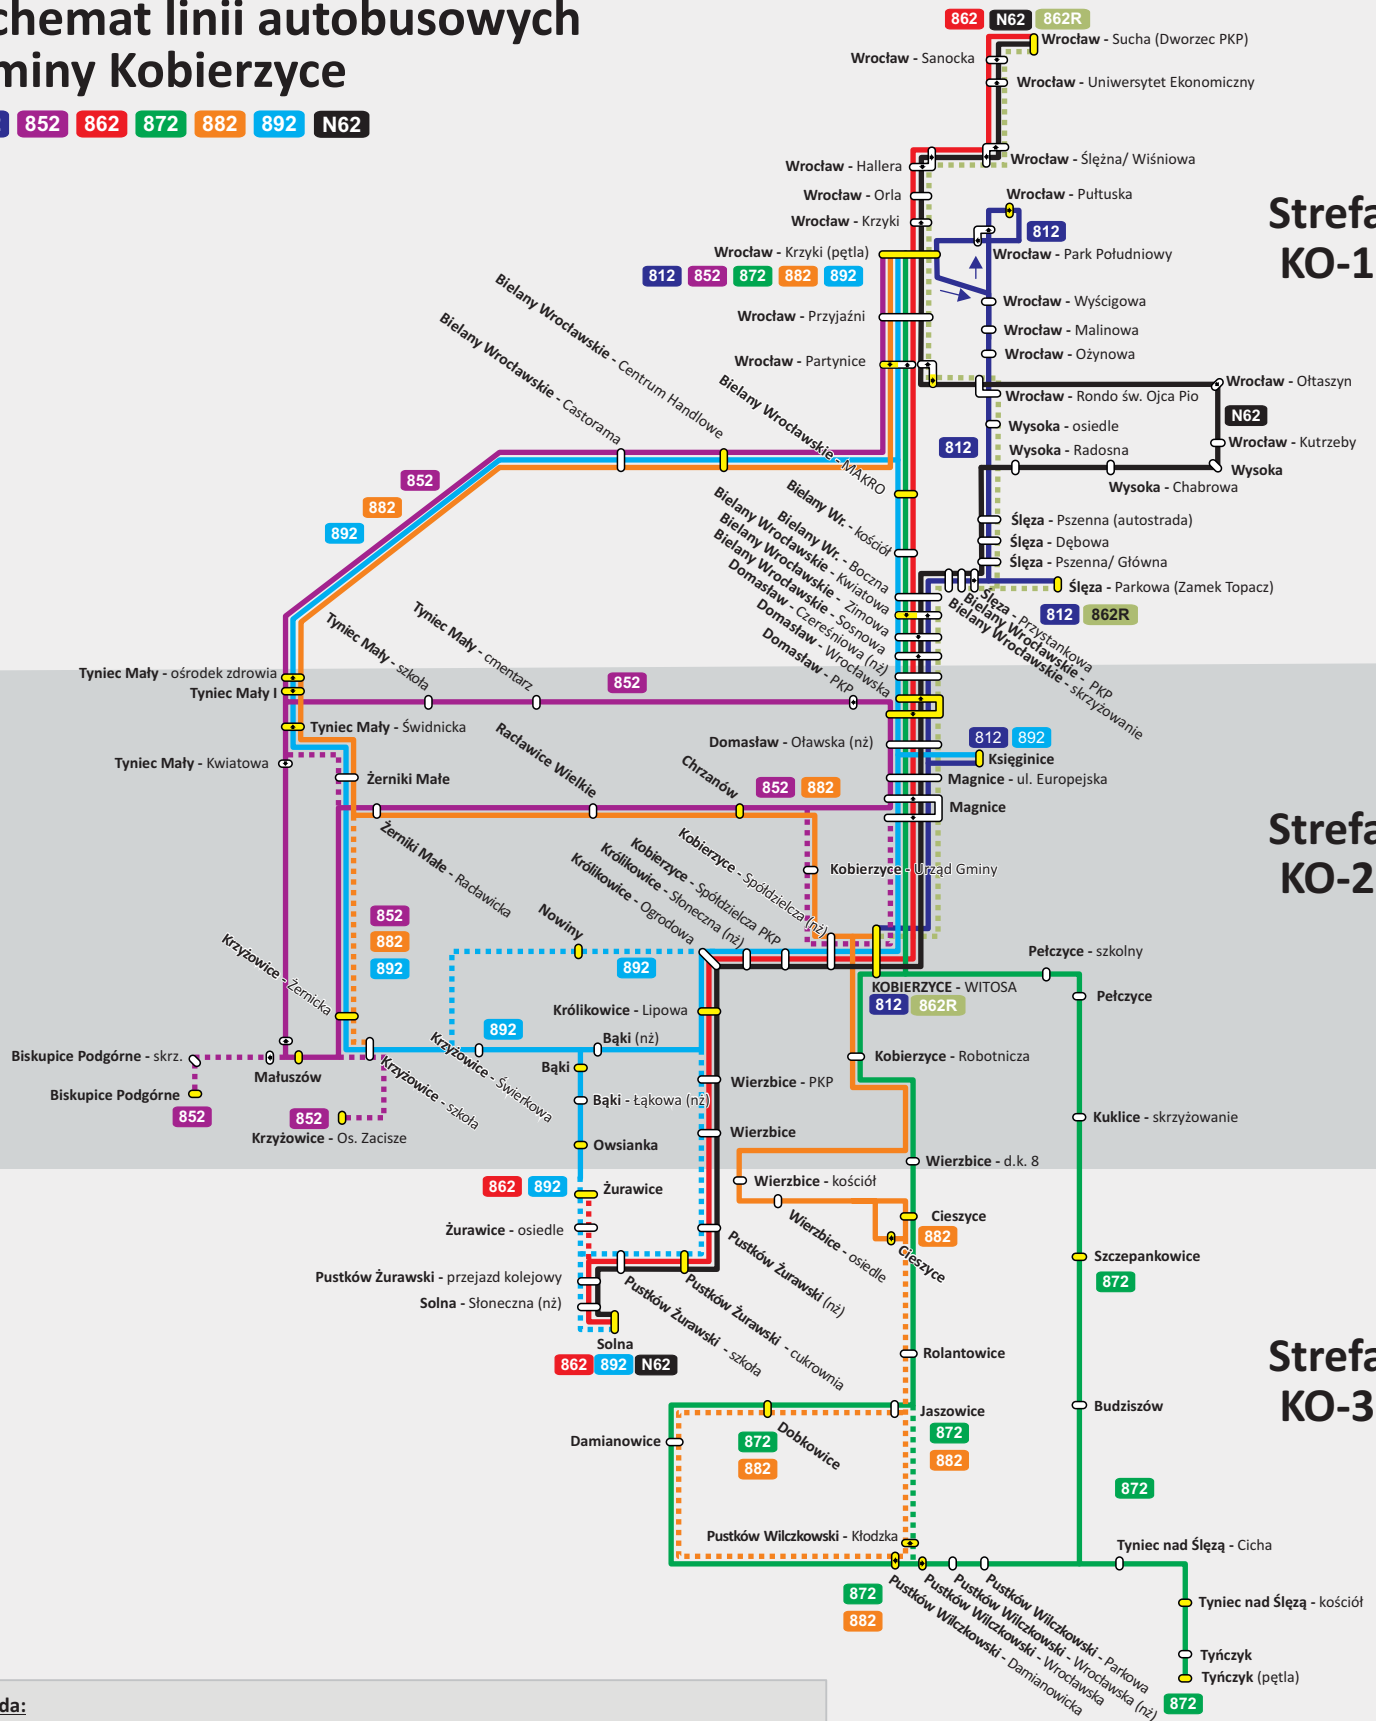 chemat linii autobusowych
miny Kobierzyce
852 862 872 882 892 N62
862 N62 862R
Wrocław - Sucha (Dworzec PKP)
Wrocław - Sanocka
Wrocław - Uniwersytet Ekonomiczny
Wrocław - Ślężna/ Wiśniowa
Wrocław - Hallera
Wrocław - Orla
Wrocław - Krzyki
Wrocław - Pułtuska
812
Wrocław - Krzyki (pętla)
812 852 872 882 892
Wrocław - Park Południowy
Strefa
KO-1
Wrocław - Wyścigowa
Wrocław - Przyjaźni
Wrocław - Malinowa
Wrocław - Partynice
Wrocław - Ożynowa
Wrocław - Ołtaszyn
Wrocław - Rondo św. Ojca Pio
N62
Wysoka - osiedle
812
Wrocław - Kutrzeby
Wysoka - Radosna
Wysoka
Wysoka - Chabrowa
Bielany Wrocławskie - Centrum Handlowe
Bielany Wrocławskie - Castorama
Bielany Wrocławskie - MAKRO
Bielany Wr. - kościół
Bielany Wr. - Boczna
Bielany Wrocławskie - Kwiatowa
Bielany Wrocławskie - Zimowa
Bielany Wrocławskie - Sosnowa
Domasław - Czereśniowa (nż)
Domasław - Wrocławska
Domasław - PKP
852
882
892
Ślęza - Pszenna (autostrada)
Ślęza - Dębowa
Ślęza - Pszenna/ Główna
Ślęza - Parkowa (Zamek Topacz)
812 862R
Ślęza - Przystankowa
Bielany Wrocławskie - PKP
Bielany Wrocławskie - skrzyżowanie
Tyniec Mały - ośrodek zdrowia
Tyniec Mały I
Tyniec Mały - szkoła
Tyniec Mały - cmentarz
852
Tyniec Mały - Świdnicka
Tyniec Mały - Kwiatowa
Żerniki Małe
Racławice Wielkie
Chrzanów
852 882
Domasław - Oławska (nż)
812 892
Księginice
Magnice - ul. Europejska
Magnice
Strefa
KO-2
Żerniki Małe - Racławicka
Kobierzyce - Urząd Gminy
Kobierzyce - Spółdzielcza (nż)
Kobierzyce - Spółdzielcza PKP
Królikowice - Słoneczna (nż)
Królikowice - Ogrodowa
852
882
892
Nowiny
892
Krzyżowice - Żernicka
Pełczyce - szkolny
KOBIERZYCE - WITOSA
812 862R
Pełczyce
Królikowice - Lipowa
892
Bąki (nż)
Bąki
Biskupice Podgórne - skrz.
Małuszów
Biskupice Podgórne
852
852
Krzyżowice - Os. Zacisze
Krzyżowice - szkoła
Krzyżowice - Świerkowa
Kobierzyce - Robotnicza
Wierzbice - PKP
Bąki - Łąkowa (nż)
Wierzbice
Kuklice - skrzyżowanie
Owsianka
Wierzbice - d.k. 8
862 892
Żurawice
Wierzbice - kościół
Żurawice - osiedle
Wierzbice - osiedle
Cieszyce
882
Cieszyce
Pustków Żurawski (nż)
Szczepankowice
872
Pustków Żurawski - przejazd kolejowy
Solna - Słoneczna (nż)
Solna
862 892 N62
Pustków Żurawski - szkoła
Pustków Żurawski - cukrownia
Rolantowice
Strefa
KO-3
Budziszów
Jaszowice
872
882
Dobkowice
872
882
Damianowice
872
Pustków Wilczkowski - Kłodzka
Tyniec nad Ślęzą - Cicha
872
882
Pustków Wilczkowski - Parkowa
Pustków Wilczkowski - Wrocławska (nż)
Pustków Wilczkowski - Wrocławska
Pustków Wilczkowski - Damianowicka
Tyniec nad Ślęzą - kościół
Tyńczyk
Tyńczyk (pętla)
872
da: